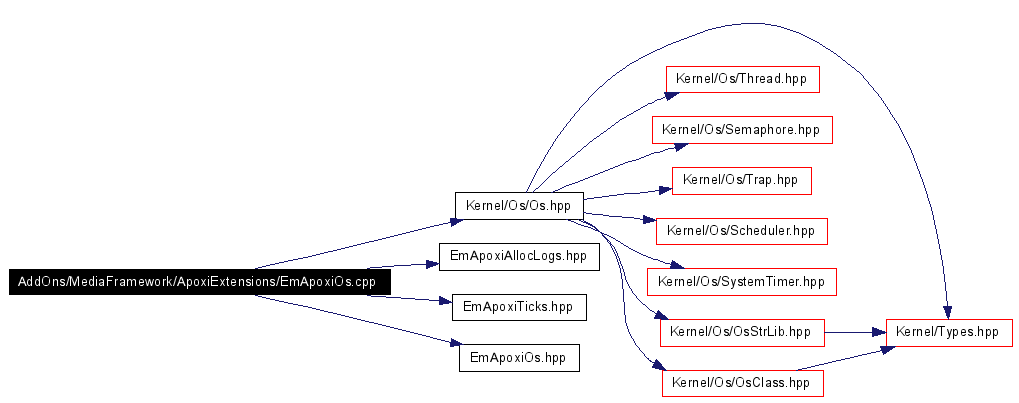 Kernel/Os/Thread.hpp
Kernel/Os/Semaphore.hpp
Kernel/Os/Trap.hpp
Kernel/Os/Os.hpp
Kernel/Os/Scheduler.hpp
EmApoxiAllocLogs.hpp
AddOns/MediaFramework/ApoxiExtensions/EmApoxiOs.cpp
Kernel/Os/SystemTimer.hpp
EmApoxiTicks.hpp
Kernel/Os/OsStrLib.hpp
Kernel/Types.hpp
EmApoxiOs.hpp
Kernel/Os/OsClass.hpp